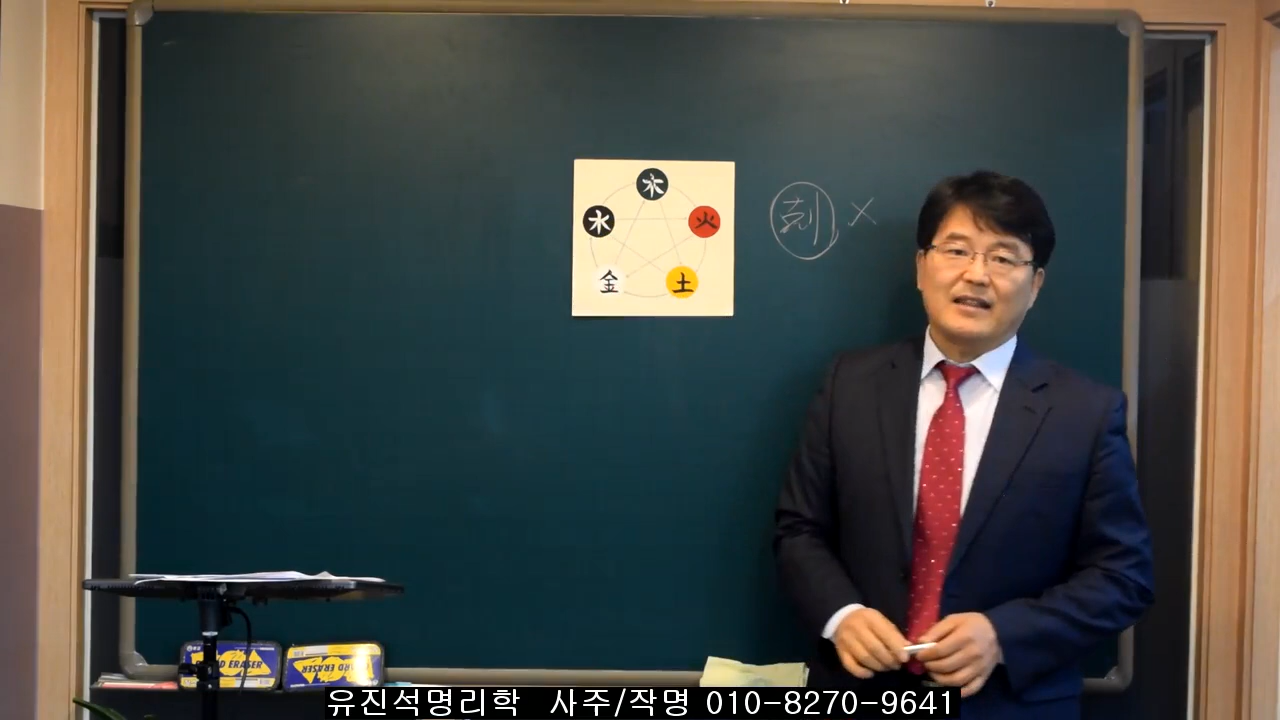 木
水 火
金 土
剋 X
BOARD ERASER
유진석명리학 사주/작명 010-8270-9641